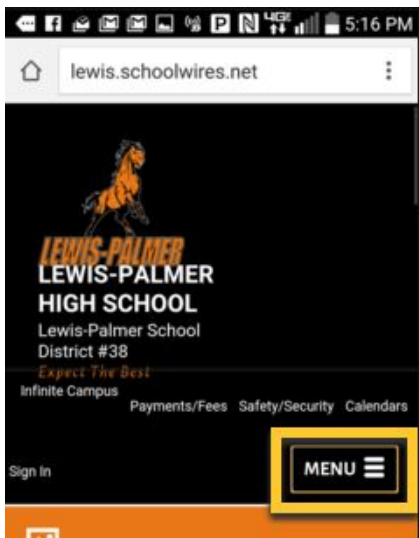 4GE 5:16 PM
lewis.schoolwires.net
LEWIS-PALMER
LEWIS-PALMER
HIGH SCHOOL
Lewis-Palmer School
District #38
Expect The Best
Infinite Campus
Payments/Fees Safety/Security Calendars
Sign In
MENU